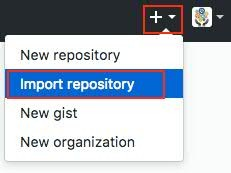 New repository
Import repository
New gist
New organization